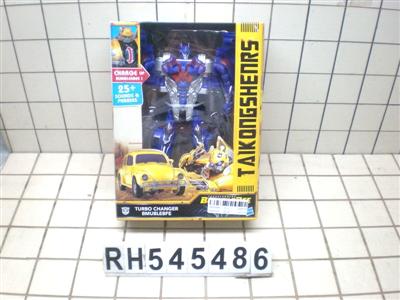 CHARGE UP
BUMBLEBEE!
25+
SOUNDS &
PHRASES
TAIKONGSHENRS
TURBO CHANGER
BMUBLEBFE
RH545486